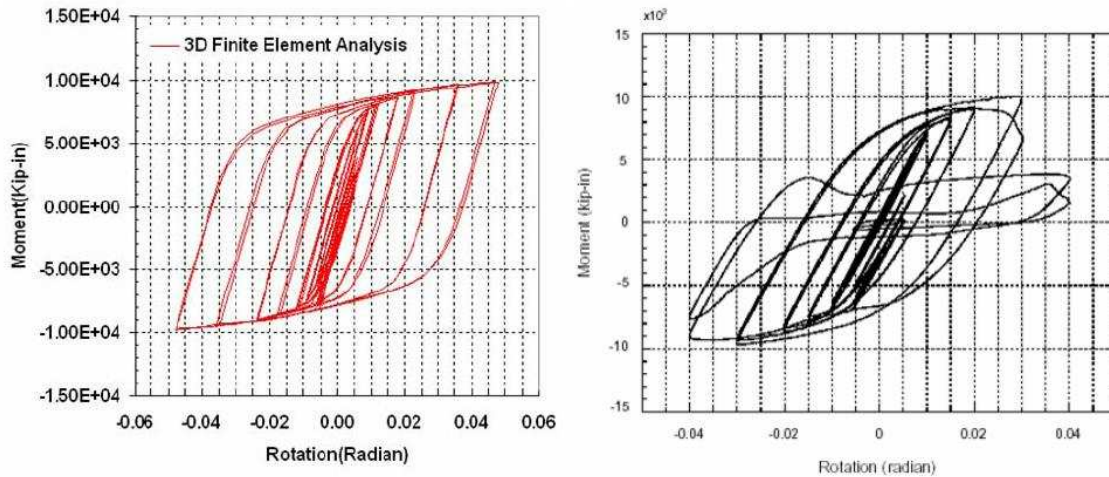 1.50E+04
3D Finite Element Analysis
1.00E+04
5.00E+03
0.00E+00
-5.00E+03
-1.00E+04
-1.50E+04
Moment(Kip-in)
-0.06 -0.04 -0.02 0.00 0.02 0.04 0.06
Rotation(Radian)
x10³
15
10
5
0
-5
-10
-15
Moment (kip-in)
-0.04 -0.02 0 0.02 0.04
Rotation (radian)